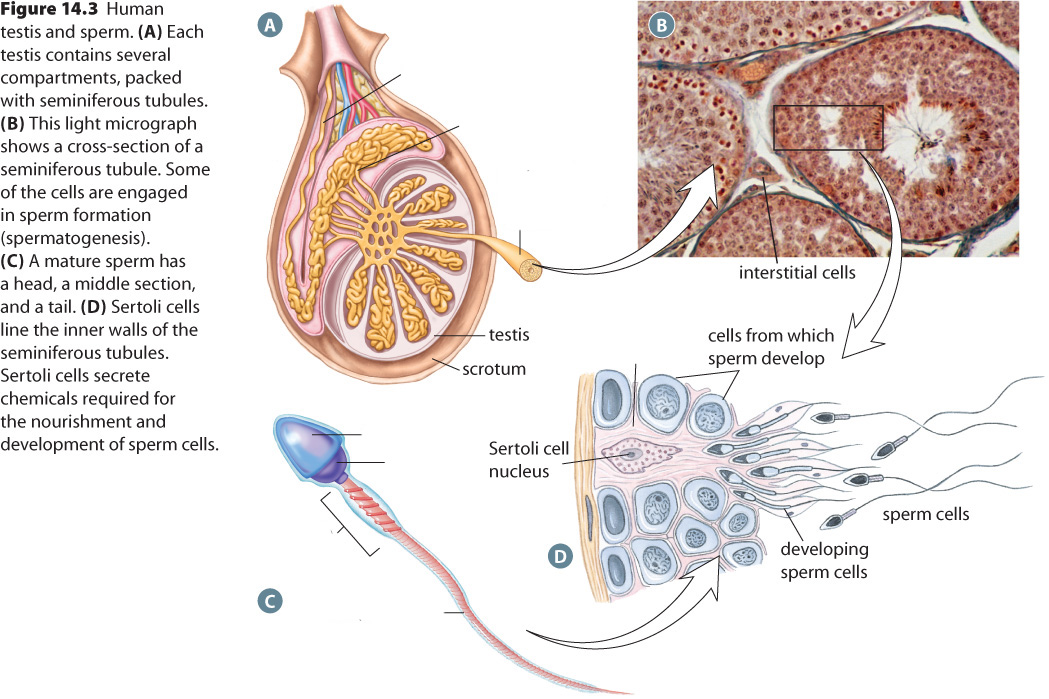 Figure 14.3 Human
testis and sperm. (A) Each
testis contains several
compartments, packed
with seminiferous tubules.
(B) This light micrograph
shows a cross-section of a
seminiferous tubule. Some
of the cells are engaged
in sperm formation
(spermatogenesis).
(C) A mature sperm has
a head, a middle section,
and a tail. (D) Sertoli cells
line the inner walls of the
seminiferous tubules.
Sertoli cells secrete
chemicals required for
the nourishment and
development of sperm cells.
A
testis
scrotum
B
interstitial cells
C
D
cells from which
sperm develop
Sertoli cell
nucleus
sperm cells
developing
sperm cells